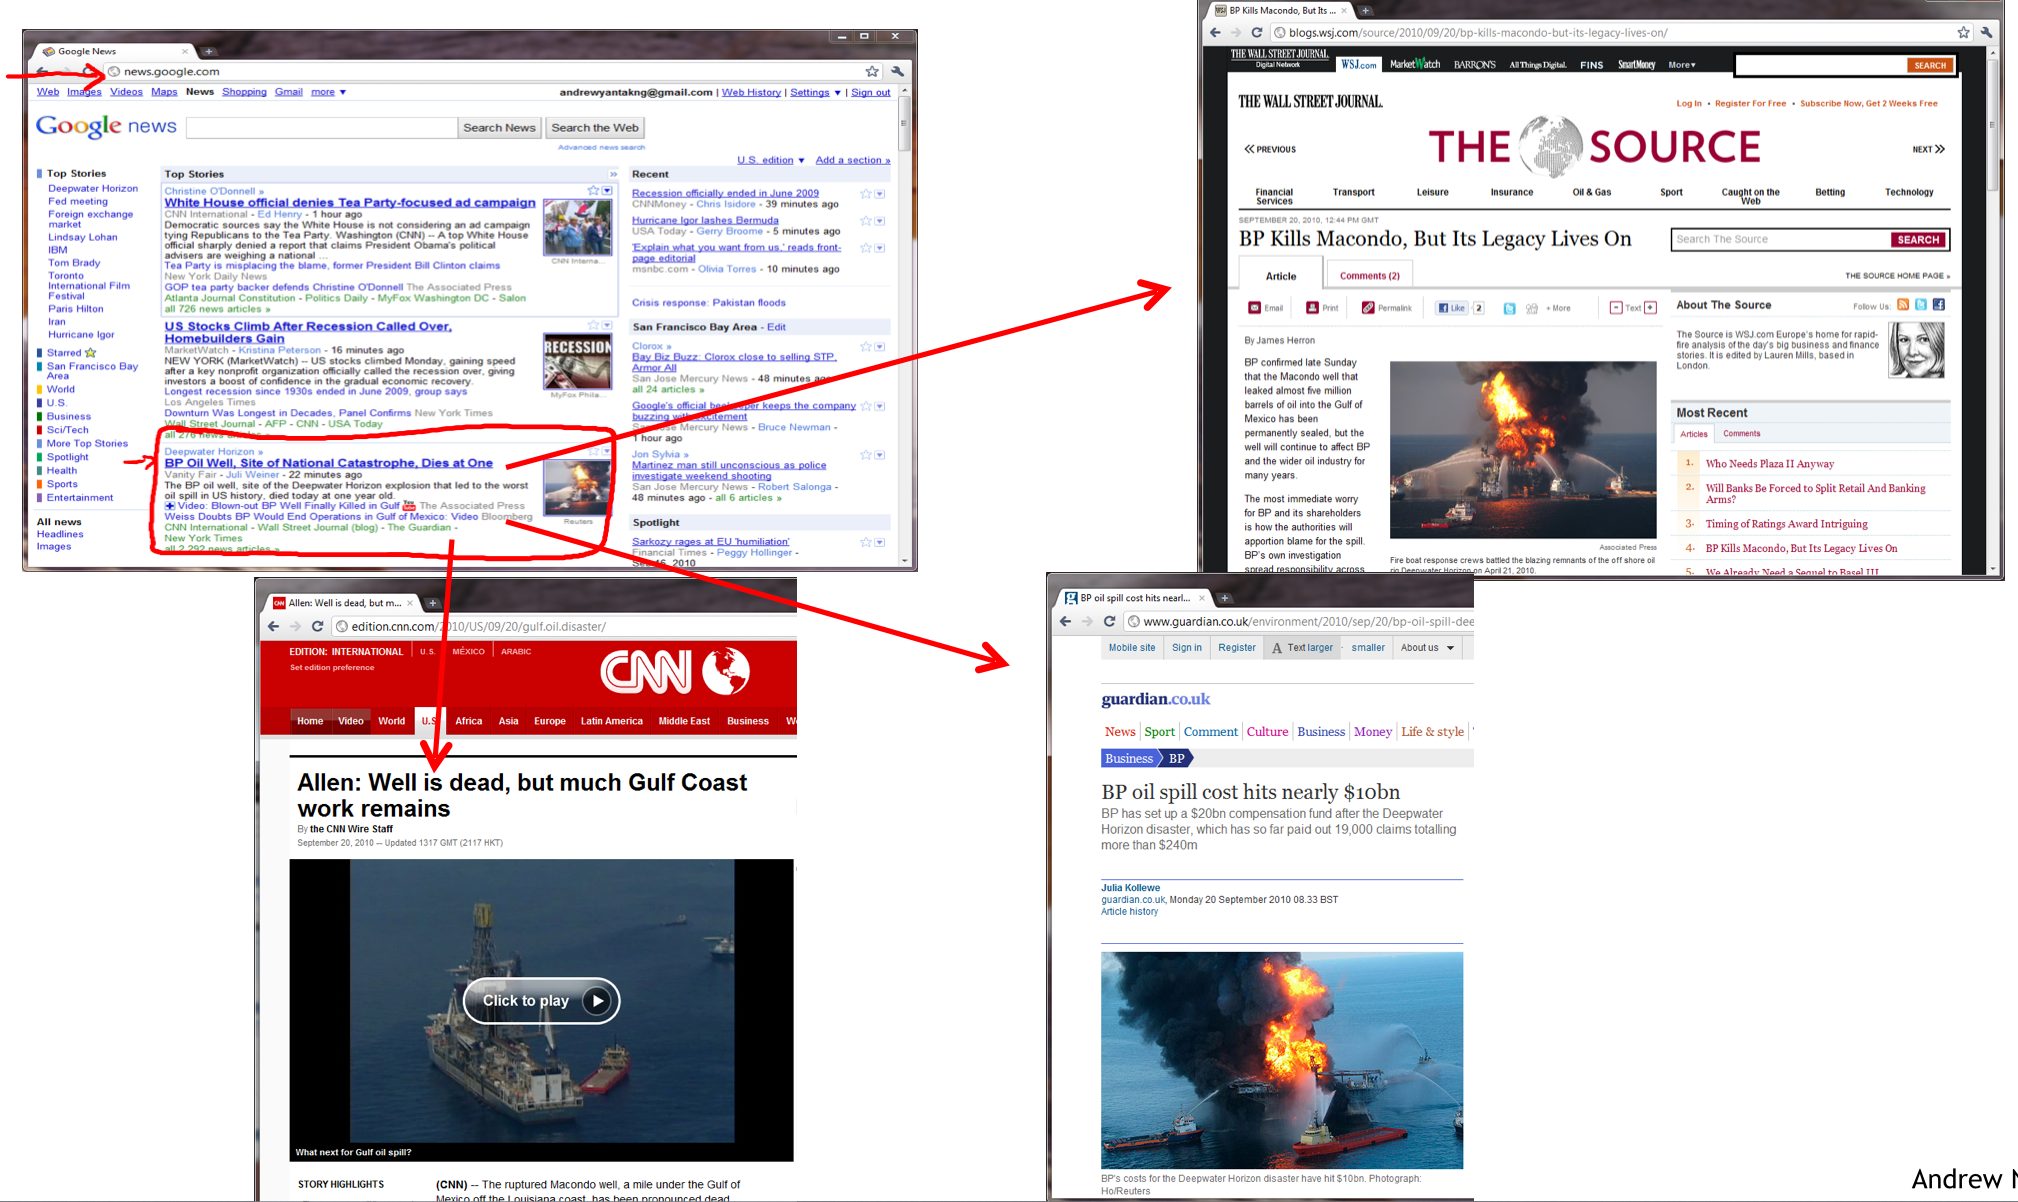 Google News
news.google.com
Web Images Videos Maps News Shopping Gmail more ▼
andrewyantakng@gmail.com | Web History | Settings ▼ | Sign out
Google news
Search News
Search the Web
Advanced news search
U.S. edition ▼ Add a section »
Top Stories
Deepwater Horizon
Fed meeting
Foreign exchange
market
Lindsay Lohan
IBM
Tom Brady
Toronto
International Film
Festival
Paris Hilton
Iran
Hurricane Igor
Starred
San Francisco Bay
Area
World
U.S.
Business
Sci/Tech
More Top Stories
Spotlight
Health
Sports
Entertainment
All news
Headlines
Images
Top Stories »
Christine O'Donnell »
White House official denies Tea Party-focused ad campaign
CNN International - Ed Henry - 1 hour ago
Democratic sources say the White House is not considering an ad campaign
tying Republicans to the Tea Party. Washington (CNN) -- A top White House
official sharply denied a report that claims President Obama's political
advisers are weighing a national ...
CNN Interna...
Tea Party is misplacing the blame, former President Bill Clinton claims
New York Daily News
GOP tea party backer defends Christine O'Donnell The Associated Press
Atlanta Journal Constitution - Politics Daily - MyFox Washington DC - Salon
all 726 news articles »
US Stocks Climb After Recession Called Over,
Homebuilders Gain
MarketWatch - Kristina Peterson - 16 minutes ago
NEW YORK (MarketWatch) -- US stocks climbed Monday, gaining speed
after a key nonprofit organization officially called the recession over, giving
investors a boost of confidence in the gradual economic recovery.
RECESSION
MyFox Phila...
Longest recession since 1930s ended in June 2009, group says
Los Angeles Times
Downturn Was Longest in Decades, Panel Confirms New York Times
Wall Street Journal - AFP - CNN - USA Today
all 276 news articles »
Deepwater Horizon »
BP Oil Well, Site of National Catastrophe, Dies at One
Vanity Fair - Juli Weiner - 22 minutes ago
The BP oil well, site of the Deepwater Horizon explosion that led to the worst
oil spill in US history, died today at one year old.
Video: Blown-out BP Well Finally Killed in Gulf The Associated Press
Weiss Doubts BP Would End Operations in Gulf of Mexico: Video Bloomberg
Reuters
CNN International - Wall Street Journal (blog) - The Guardian -
New York Times
all 2,292 news articles »
Recent
Recession officially ended in June 2009
CNNMoney - Chris Isidore - 39 minutes ago
Hurricane Igor lashes Bermuda
USA Today - Gerry Broome - 5 minutes ago
'Explain what you want from us,' reads front-
page editorial
msnbc.com - Olivia Torres - 10 minutes ago
Crisis response: Pakistan floods
San Francisco Bay Area - Edit
Clorox »
Bay Biz Buzz: Clorox close to selling STP,
Armor All
San Jose Mercury News - 48 minutes ago
all 24 articles »
Google's official beekeeper keeps the company
buzzing with excitement
San Jose Mercury News - Bruce Newman -
1 hour ago
Jon Sylvia »
Martinez man still unconscious as police
investigate weekend shooting
San Jose Mercury News - Robert Salonga -
48 minutes ago - all 6 articles »
Spotlight
Sarkozy rages at EU 'humiliation'
Financial Times - Peggy Hollinger -
Sep 16, 2010
BP Kills Macondo, But Its ...
blogs.wsj.com/source/2010/09/20/bp-kills-macondo-but-its-legacy-lives-on/
THE WALL STREET JOURNAL.
Digital Network
WSJ.com MarketWatch BARRON'S All Things Digital. FINS SmartMoney More▾
SEARCH
THE WALL STREET JOURNAL.
Log In • Register For Free • Subscribe Now, Get 2 Weeks Free
« PREVIOUS
THE SOURCE
NEXT »
Financial
Services
Transport
Leisure
Insurance
Oil & Gas
Sport
Caught on the
Web
Betting
Technology
SEPTEMBER 20, 2010, 12:44 PM GMT
BP Kills Macondo, But Its Legacy Lives On
Search The Source SEARCH
Article Comments (2)
THE SOURCE HOME PAGE »
Email Print Permalink Like 2 + More - Text +
By James Herron
BP confirmed late Sunday
that the Macondo well that
leaked almost five million
barrels of oil into the Gulf of
Mexico has been
permanently sealed, but the
well will continue to affect BP
and the wider oil industry for
many years.
The most immediate worry
for BP and its shareholders
is how the authorities will
apportion blame for the spill.
BP's own investigation
spread responsibility across
Associated Press
Fire boat response crews battled the blazing remnants of the off shore oil
rig Deepwater Horizon on April 21, 2010.
About The Source
Follow Us:
The Source is WSJ.com Europe's home for rapid-
fire analysis of the day's big business and finance
stories. It is edited by Lauren Mills, based in
London.
Most Recent
Articles Comments
1. Who Needs Plaza II Anyway
2. Will Banks Be Forced to Split Retail And Banking
Arms?
3. Timing of Ratings Award Intriguing
4. BP Kills Macondo, But Its Legacy Lives On
5. We Already Need a Sequel to Basel III
Allen: Well is dead, but m...
edition.cnn.com/2010/US/09/20/gulf.oil.disaster/
EDITION: INTERNATIONAL U.S. MÉXICO ARABIC
Set edition preference
CNN
Home Video World U.S. Africa Asia Europe Latin America Middle East Business
Allen: Well is dead, but much Gulf Coast
work remains
By the CNN Wire Staff
September 20, 2010 -- Updated 1317 GMT (2117 HKT)
Click to play
What next for Gulf oil spill?
STORY HIGHLIGHTS
(CNN) -- The ruptured Macondo well, a mile under the Gulf of
Mexico off the Louisiana coast, has been pronounced dead
BP oil spill cost hits nearl...
www.guardian.co.uk/environment/2010/sep/20/bp-oil-spill-dee
Mobile site Sign in Register A Text larger · smaller About us ▼
guardian.co.uk
News Sport Comment Culture Business Money Life & style
Business BP
BP oil spill cost hits nearly $10bn
BP has set up a $20bn compensation fund after the Deepwater
Horizon disaster, which has so far paid out 19,000 claims totalling
more than $240m
Julia Kollewe
guardian.co.uk, Monday 20 September 2010 08.33 BST
Article history
BP's costs for the Deepwater Horizon disaster have hit $10bn. Photograph:
Ho/Reuters
Andrew N